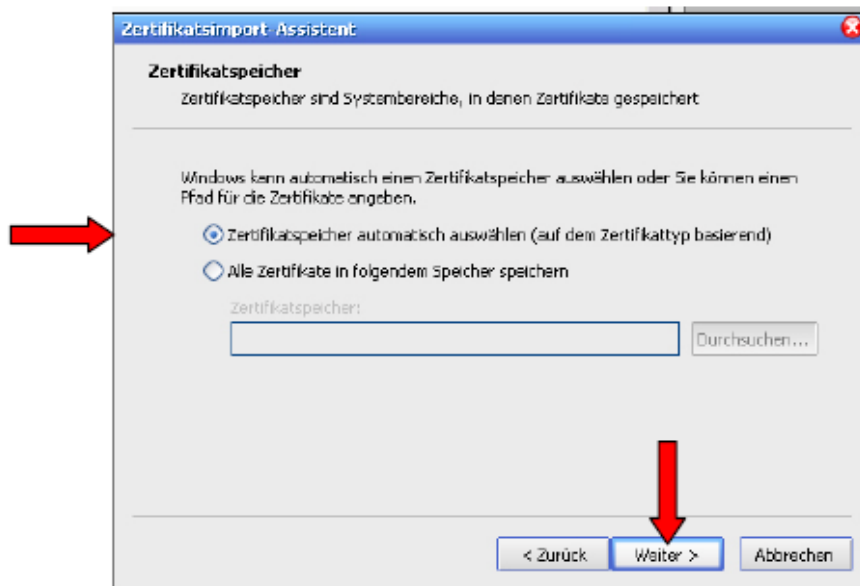 Zertifikatsimport-Assistent
Zertifikatspeicher
Zertifikatspeicher sind Systembereiche, in denen Zertifikate gespeichert
Windows kann automatisch einen Zertifikatspeicher auswählen oder Sie können einen
Pfad für die Zertifikate angeben.
Zertifikatspeicher automatisch auswählen (auf dem Zertifikattyp basierend)
Alle Zertifikate in folgendem Speicher speichern
Zertifikatspeicher:
Durchsuchen...
< Zurück Weiter > Abbrechen